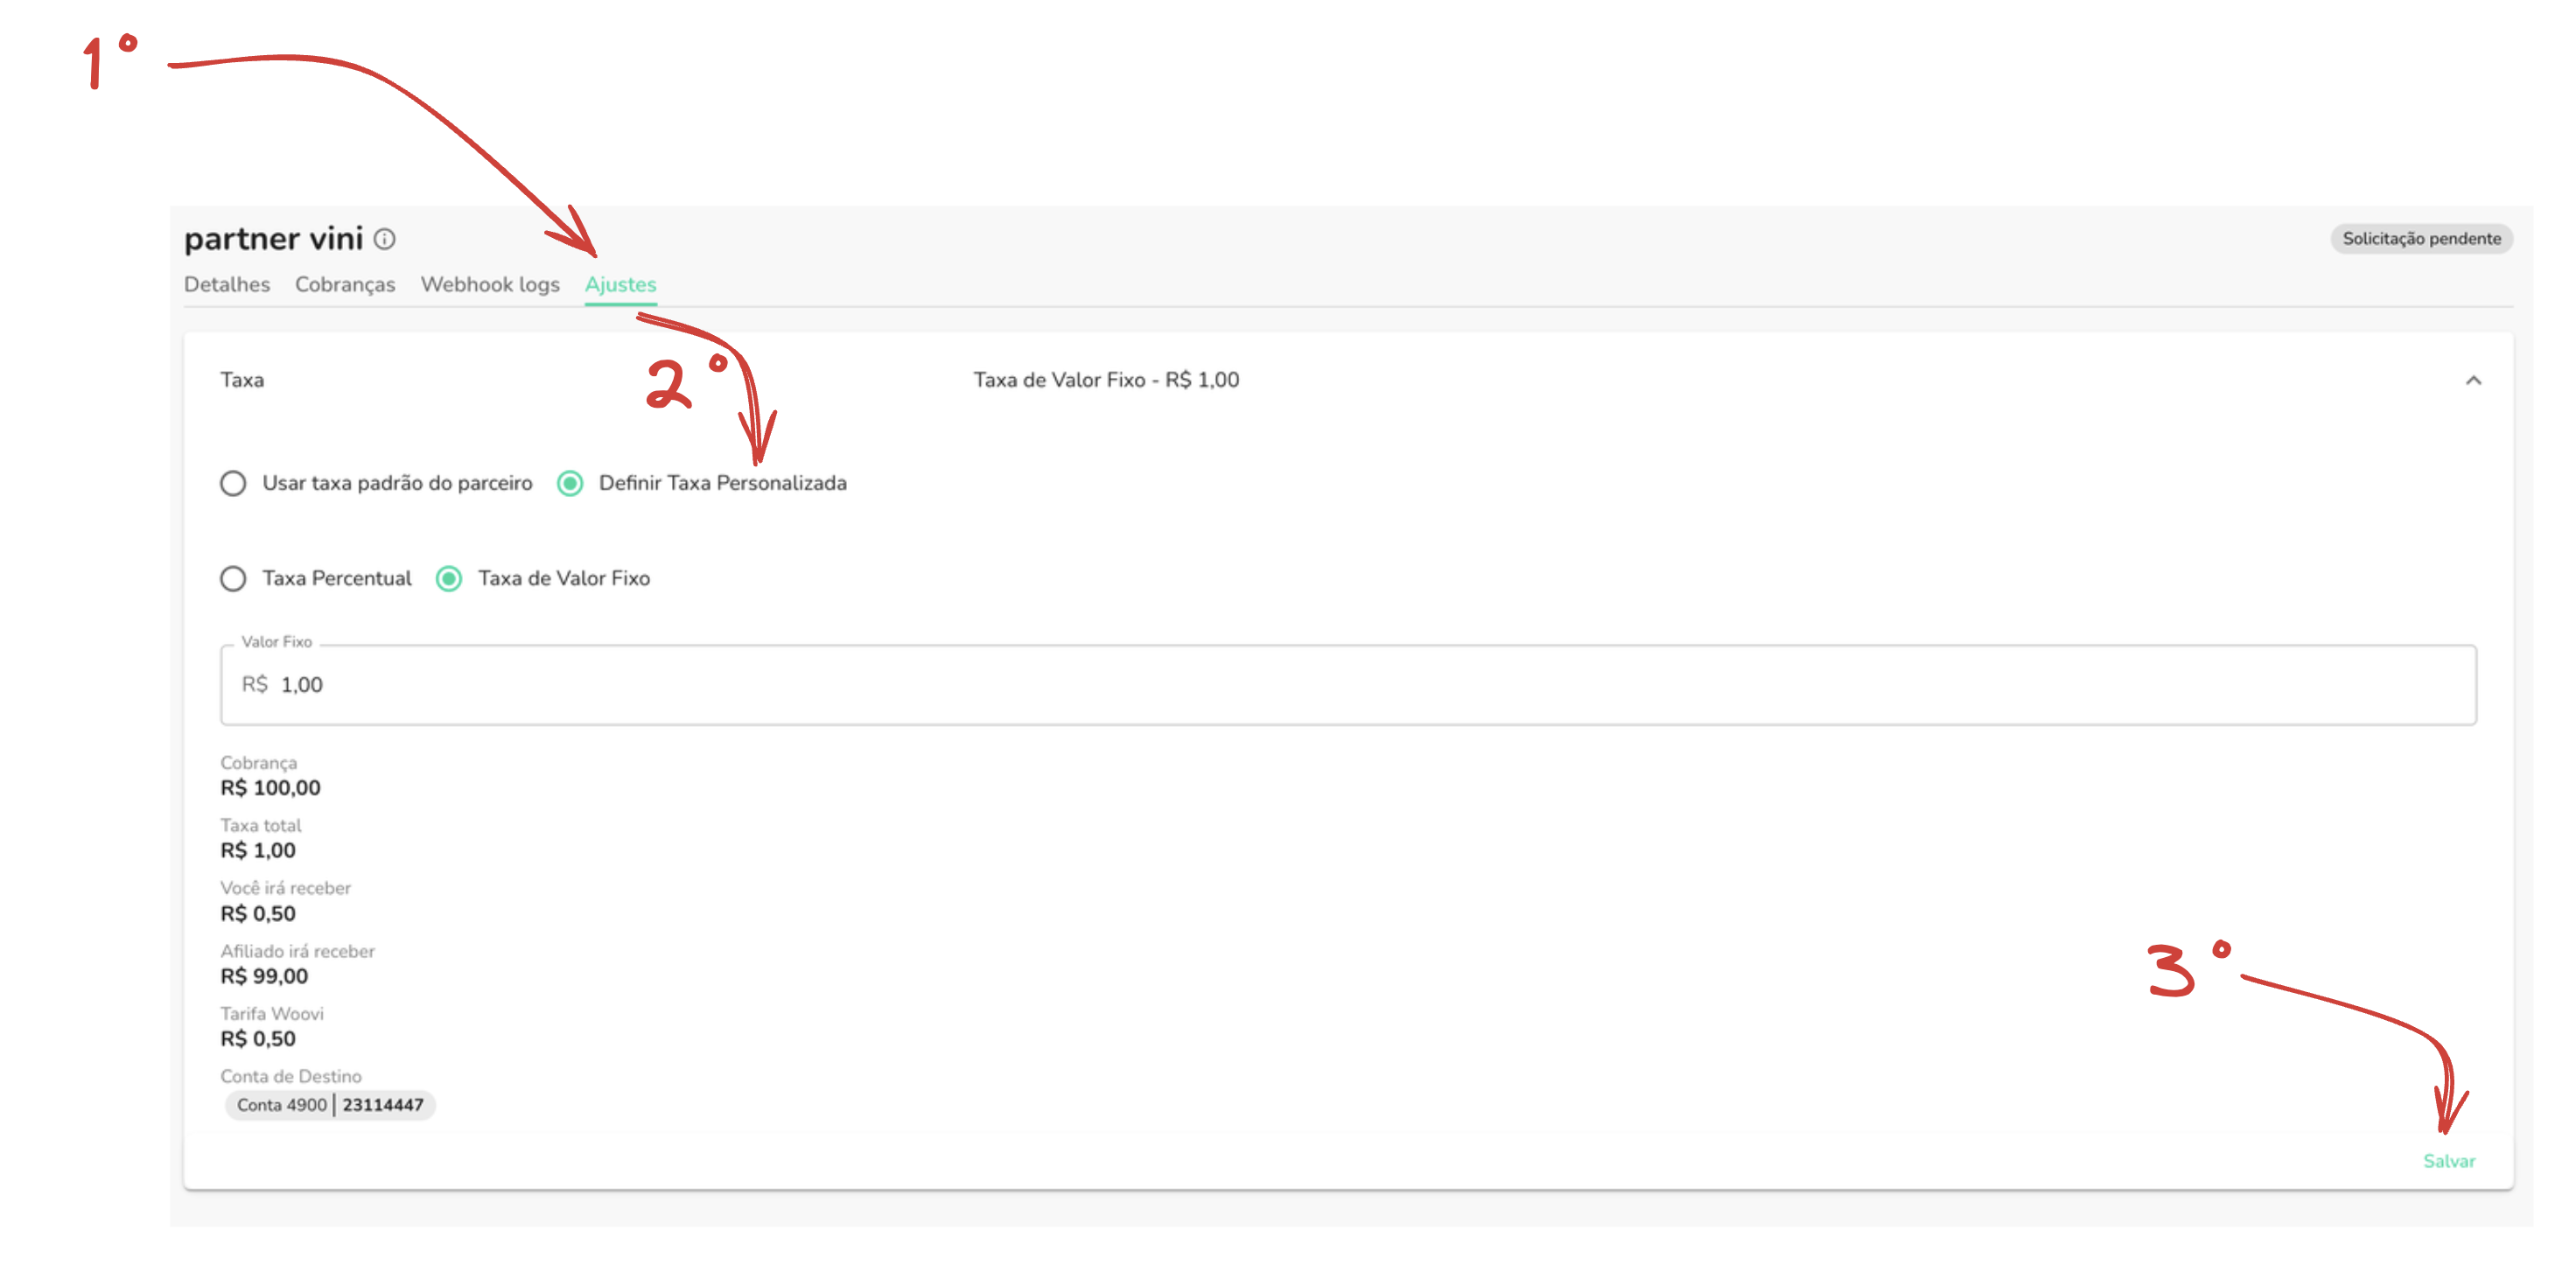 1°
partner vini
Solicitação pendente
Detalhes Cobranças Webhook logs Ajustes
2°
Taxa Taxa de Valor Fixo - R$ 1,00
Usar taxa padrão do parceiro Definir Taxa Personalizada
Taxa Percentual Taxa de Valor Fixo
Valor Fixo
R$ 1,00
Cobrança
R$ 100,00
Taxa total
R$ 1,00
Você irá receber
R$ 0,50
Afiliado irá receber
R$ 99,00
Tarifa Woovi
R$ 0,50
Conta de Destino
Conta 4900 | 23114447
3°
Salvar